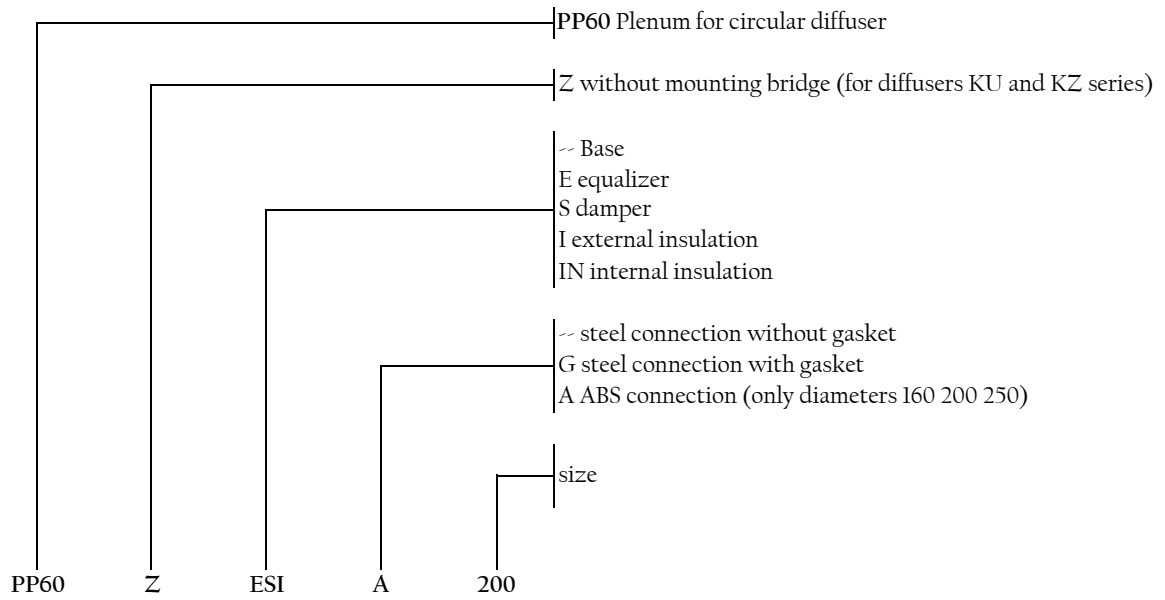 PP60 Plenum for circular diffuser
Z without mounting bridge (for diffusers KU and KZ series)
-- Base
E equalizer
S damper
I external insulation
IN internal insulation
-- steel connection without gasket
G steel connection with gasket
A ABS connection (only diameters 160 200 250)
size
PP60 Z ESI A 200